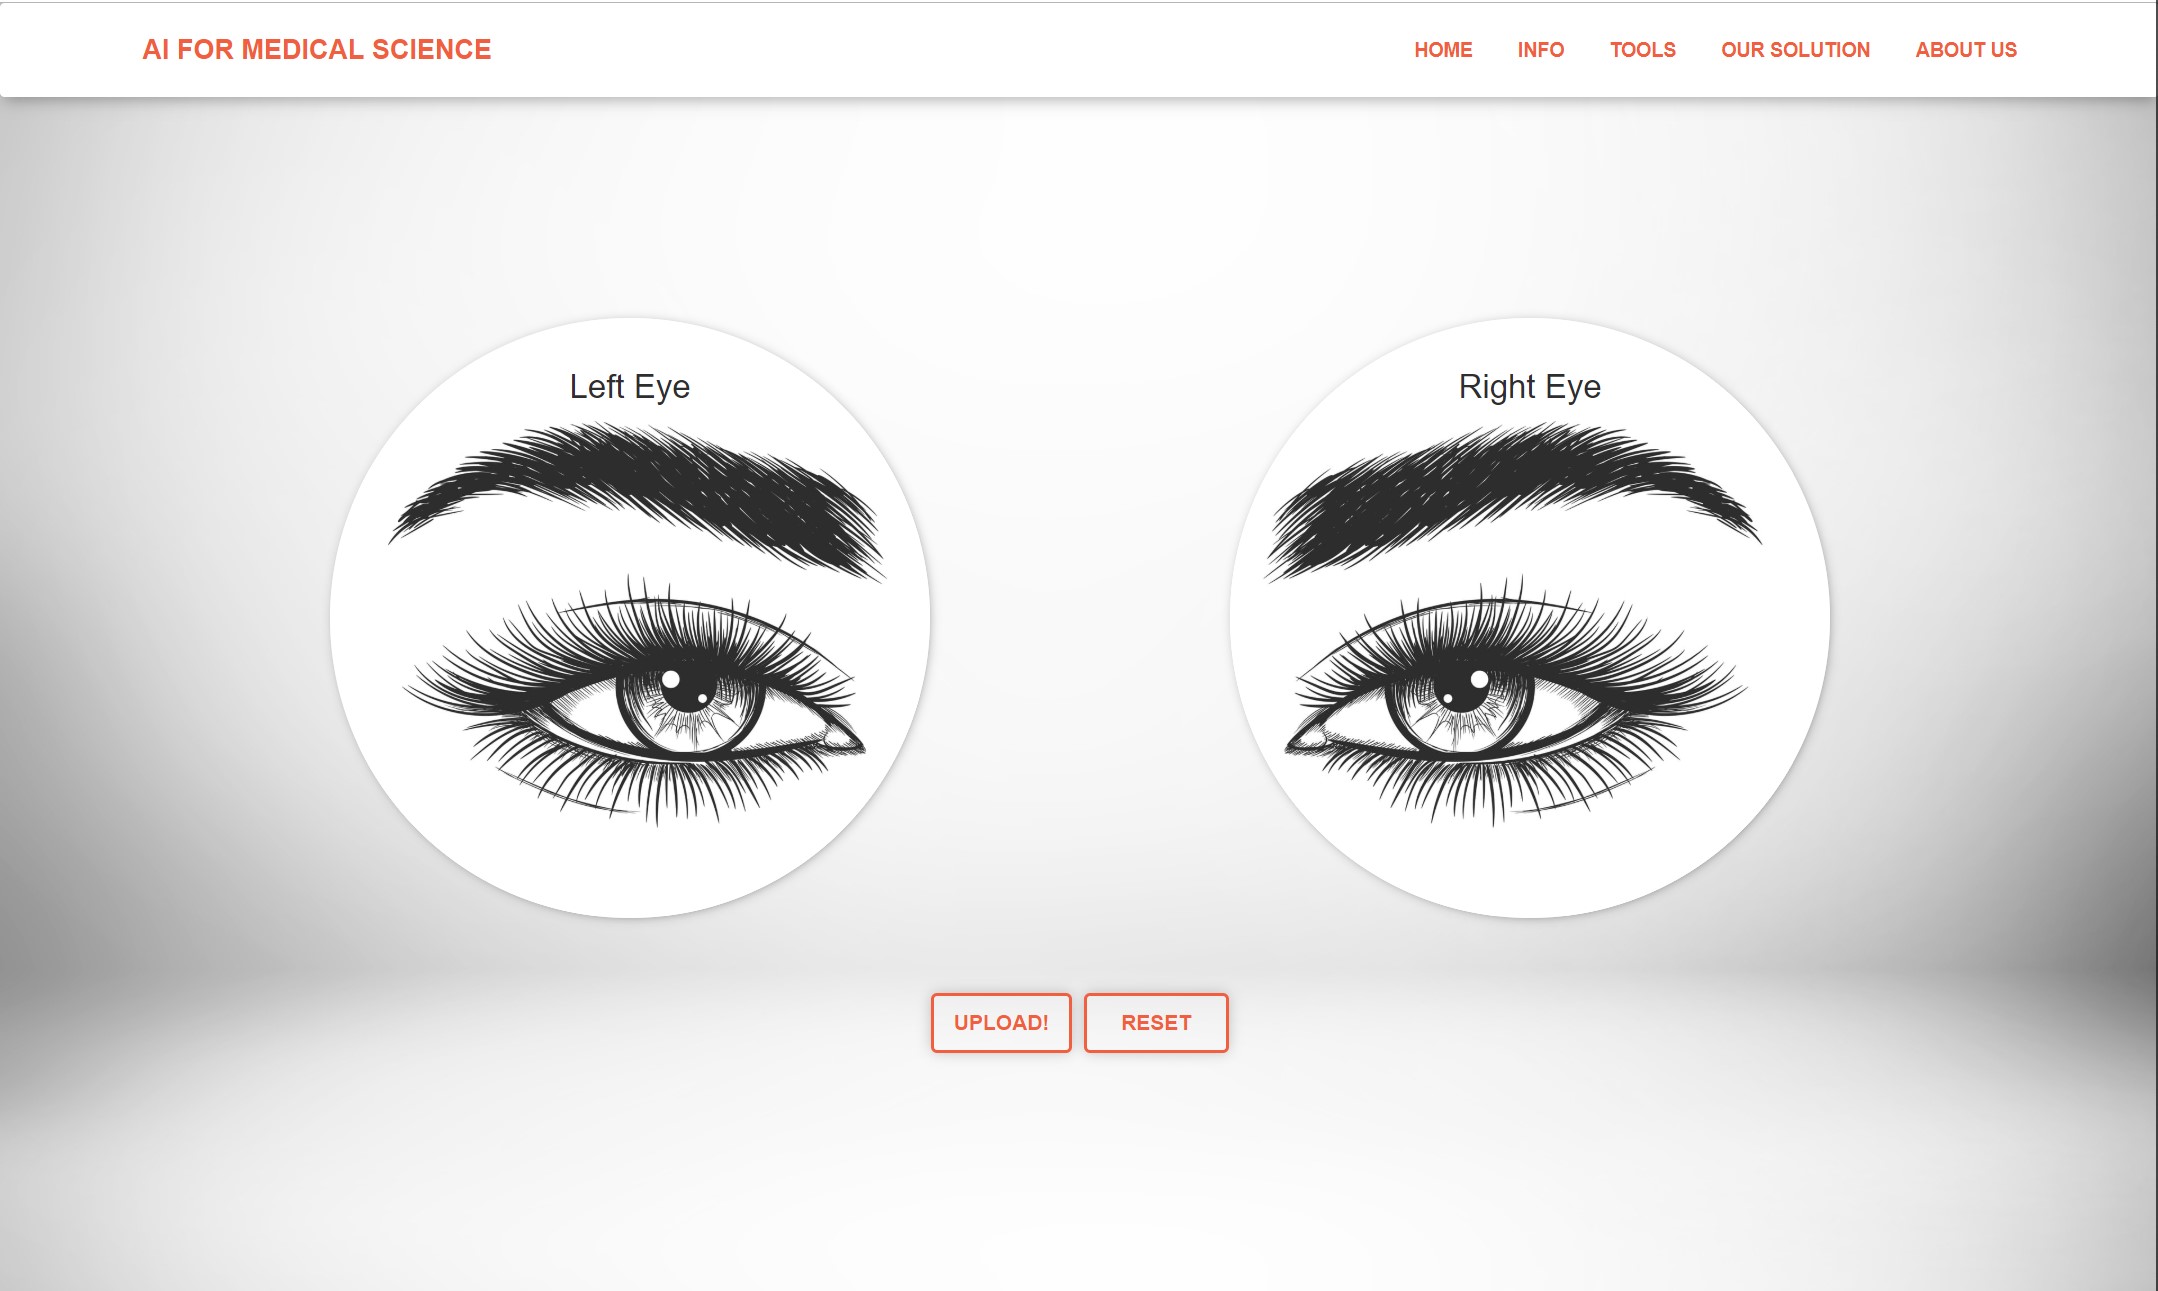 AI FOR MEDICAL SCIENCE
HOME INFO TOOLS OUR SOLUTION ABOUT US
Left Eye
Right Eye
UPLOAD!
RESET